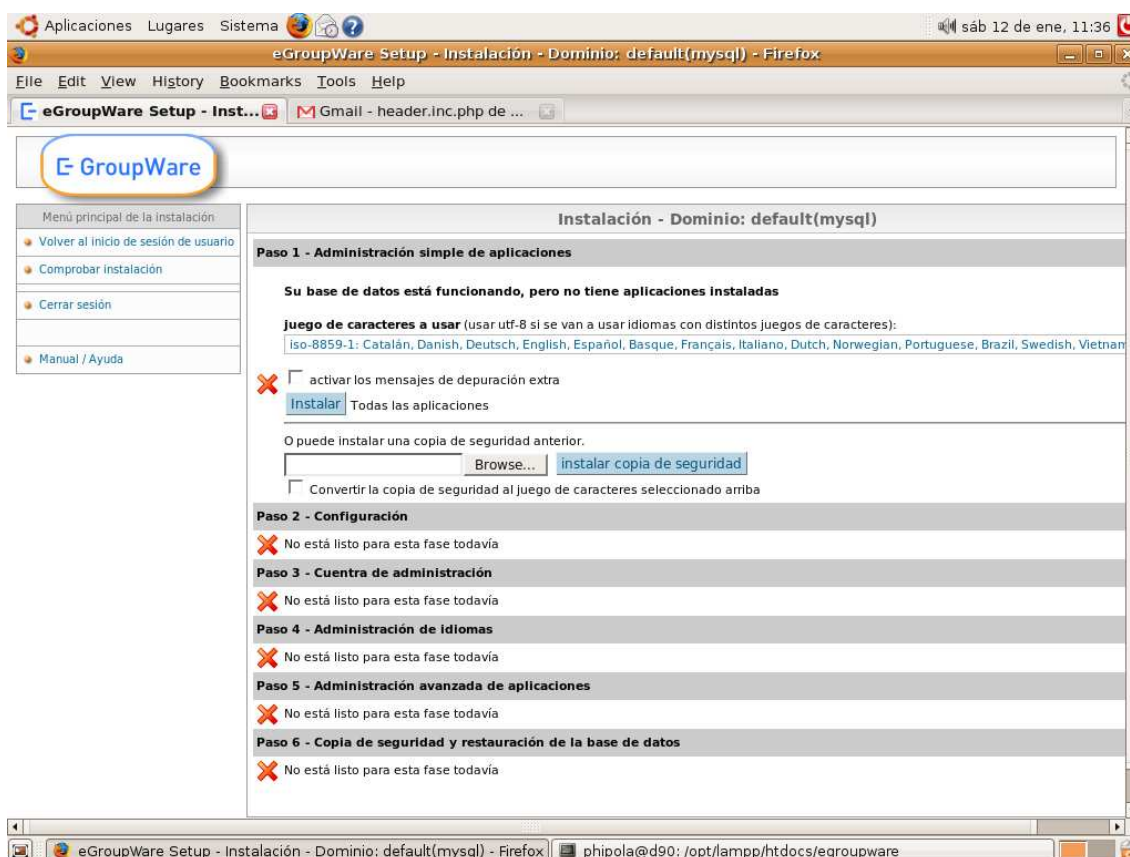 Aplicaciones Lugares Sistema sáb 12 de ene, 11:36
eGroupWare Setup - Instalación - Dominio: default(mysql) - Firefox
File Edit View History Bookmarks Tools Help
eGroupWare Setup - Inst... Gmail - header.inc.php de ...
GroupWare
Menú principal de la instalación
Volver al inicio de sesión de usuario
Comprobar instalación
Cerrar sesión
Manual / Ayuda
Instalación - Dominio: default(mysql)
Paso 1 - Administración simple de aplicaciones
Su base de datos está funcionando, pero no tiene aplicaciones instaladas
juego de caracteres a usar (usar utf-8 si se van a usar idiomas con distintos juegos de caracteres):
iso-8859-1: Catalán, Danish, Deutsch, English, Español, Basque, Français, Italiano, Dutch, Norwegian, Portuguese, Brazil, Swedish, Vietnam
activar los mensajes de depuración extra
Instalar Todas las aplicaciones
O puede instalar una copia de seguridad anterior.
Browse... instalar copia de seguridad
Convertir la copia de seguridad al juego de caracteres seleccionado arriba
Paso 2 - Configuración
No está listo para esta fase todavía
Paso 3 - Cuentra de administración
No está listo para esta fase todavía
Paso 4 - Administración de idiomas
No está listo para esta fase todavía
Paso 5 - Administración avanzada de aplicaciones
No está listo para esta fase todavía
Paso 6 - Copia de seguridad y restauración de la base de datos
No está listo para esta fase todavía
eGroupWare Setup - Instalación - Dominio: default(mysql) - Firefox phipola@d90: /opt/lampp/htdocs/egroupware